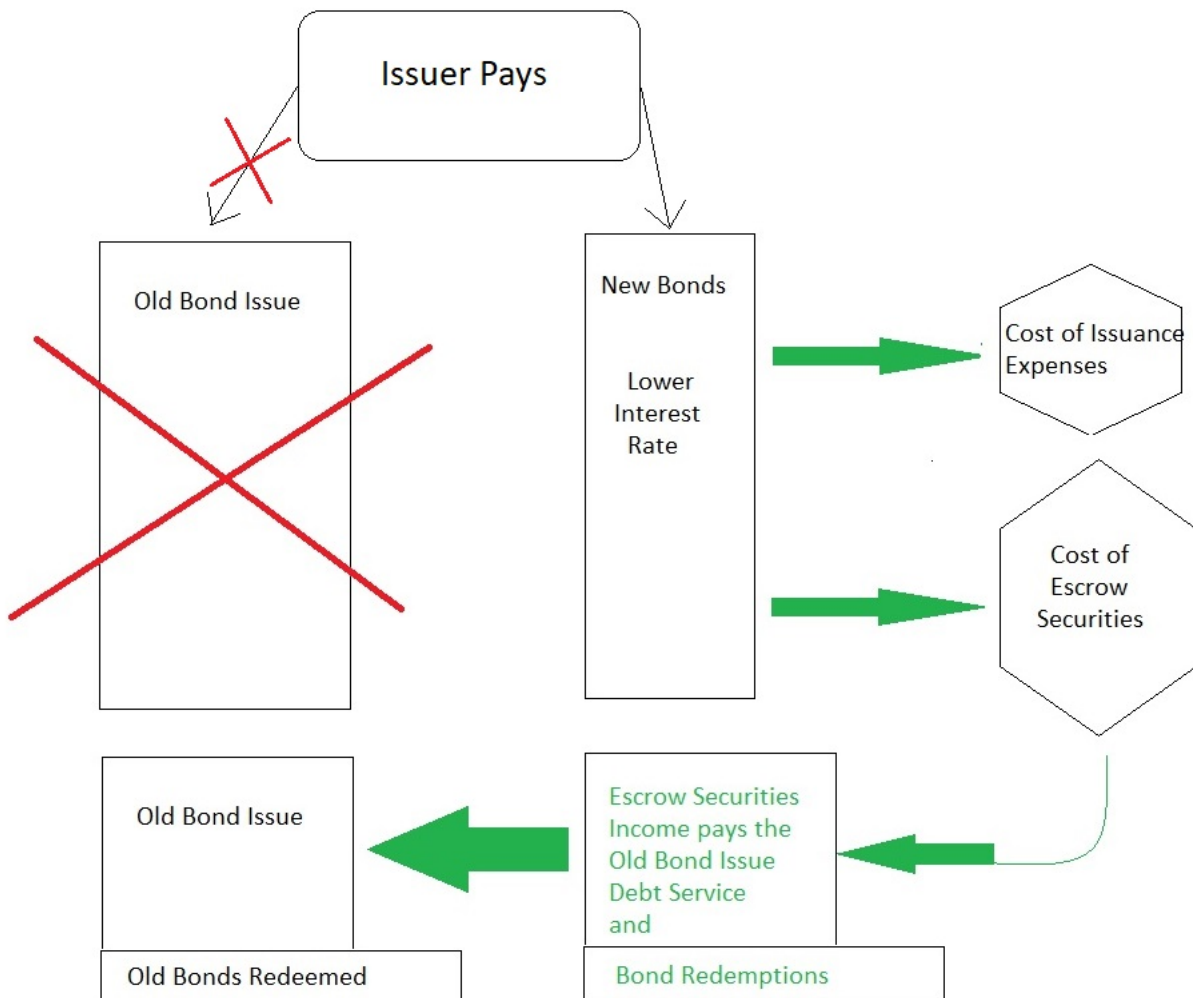 Issuer Pays
Old Bond Issue
New Bonds
Lower
Interest
Rate
Cost of Issuance
Expenses
Cost of
Escrow
Securities
Old Bond Issue
Escrow Securities
Income pays the
Old Bond Issue
Debt Service
and
Old Bonds Redeemed
Bond Redemptions